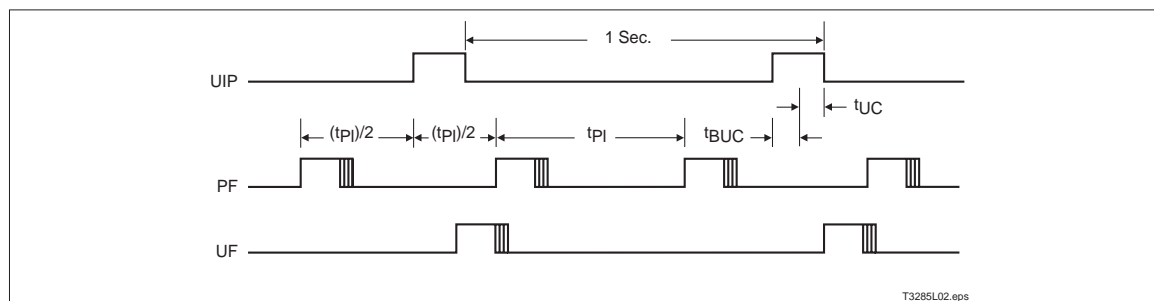 1 Sec.
UIP
tUC
(tPI)/2
(tPI)/2
tPI
tBUC
PF
UF
T3285L02.eps